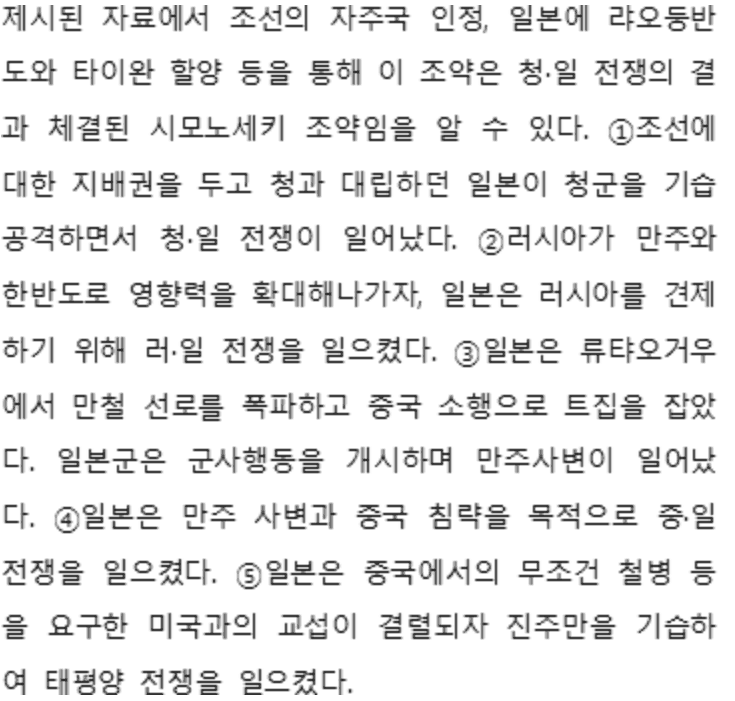 제시된 자료에서 조선의 자주국 인정, 일본에 랴오둥반
도와 타이완 할양 등을 통해 이 조약은 청·일 전쟁의 결
과 체결된 시모노세키 조약임을 알 수 있다. ①조선에
대한 지배권을 두고 청과 대립하던 일본이 청군을 기습
공격하면서 청·일 전쟁이 일어났다. ②러시아가 만주와
한반도로 영향력을 확대해나가자, 일본은 러시아를 견제
하기 위해 러·일 전쟁을 일으켰다. ③일본은 류탸오거우
에서 만철 선로를 폭파하고 중국 소행으로 트집을 잡았
다. 일본군은 군사행동을 개시하며 만주사변이 일어났
다. ④일본은 만주 사변과 중국 침략을 목적으로 중·일
전쟁을 일으켰다. ⑤일본은 중국에서의 무조건 철병 등
을 요구한 미국과의 교섭이 결렬되자 진주만을 기습하
여 태평양 전쟁을 일으켰다.